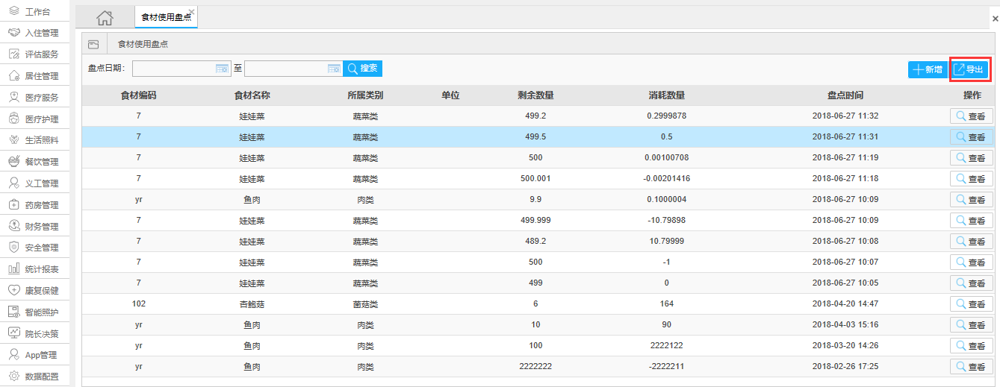 工作台
入住管理
评估服务
居住管理
医疗服务
医疗护理
生活照料
餐饮管理
义工管理
药房管理
财务管理
安全管理
统计报表
康复保健
智能照护
院长决策
App管理
数据配置
食材使用盘点
食材使用盘点
盘点日期： 至 搜索 新增 导出
食材编码 食材名称 所属类别 单位 剩余数量 消耗数量 盘点时间 操作
7 娃娃菜 蔬菜类 499.2 0.2999878 2018-06-27 11:32 查看
7 娃娃菜 蔬菜类 499.5 0.5 2018-06-27 11:31 查看
7 娃娃菜 蔬菜类 500 0.00100708 2018-06-27 11:19 查看
7 娃娃菜 蔬菜类 500.001 -0.00201416 2018-06-27 11:18 查看
yr 鱼肉 肉类 9.9 0.1000004 2018-06-27 10:09 查看
7 娃娃菜 蔬菜类 499.999 -10.79898 2018-06-27 10:09 查看
7 娃娃菜 蔬菜类 489.2 10.79999 2018-06-27 10:08 查看
7 娃娃菜 蔬菜类 500 -1 2018-06-27 10:07 查看
7 娃娃菜 蔬菜类 499 0 2018-06-27 10:05 查看
102 杏鲍菇 菌菇类 6 164 2018-04-20 14:47 查看
yr 鱼肉 肉类 10 90 2018-04-03 15:16 查看
yr 鱼肉 肉类 100 2222122 2018-03-20 14:26 查看
yr 鱼肉 肉类 2222222 -2222211 2018-02-26 17:25 查看